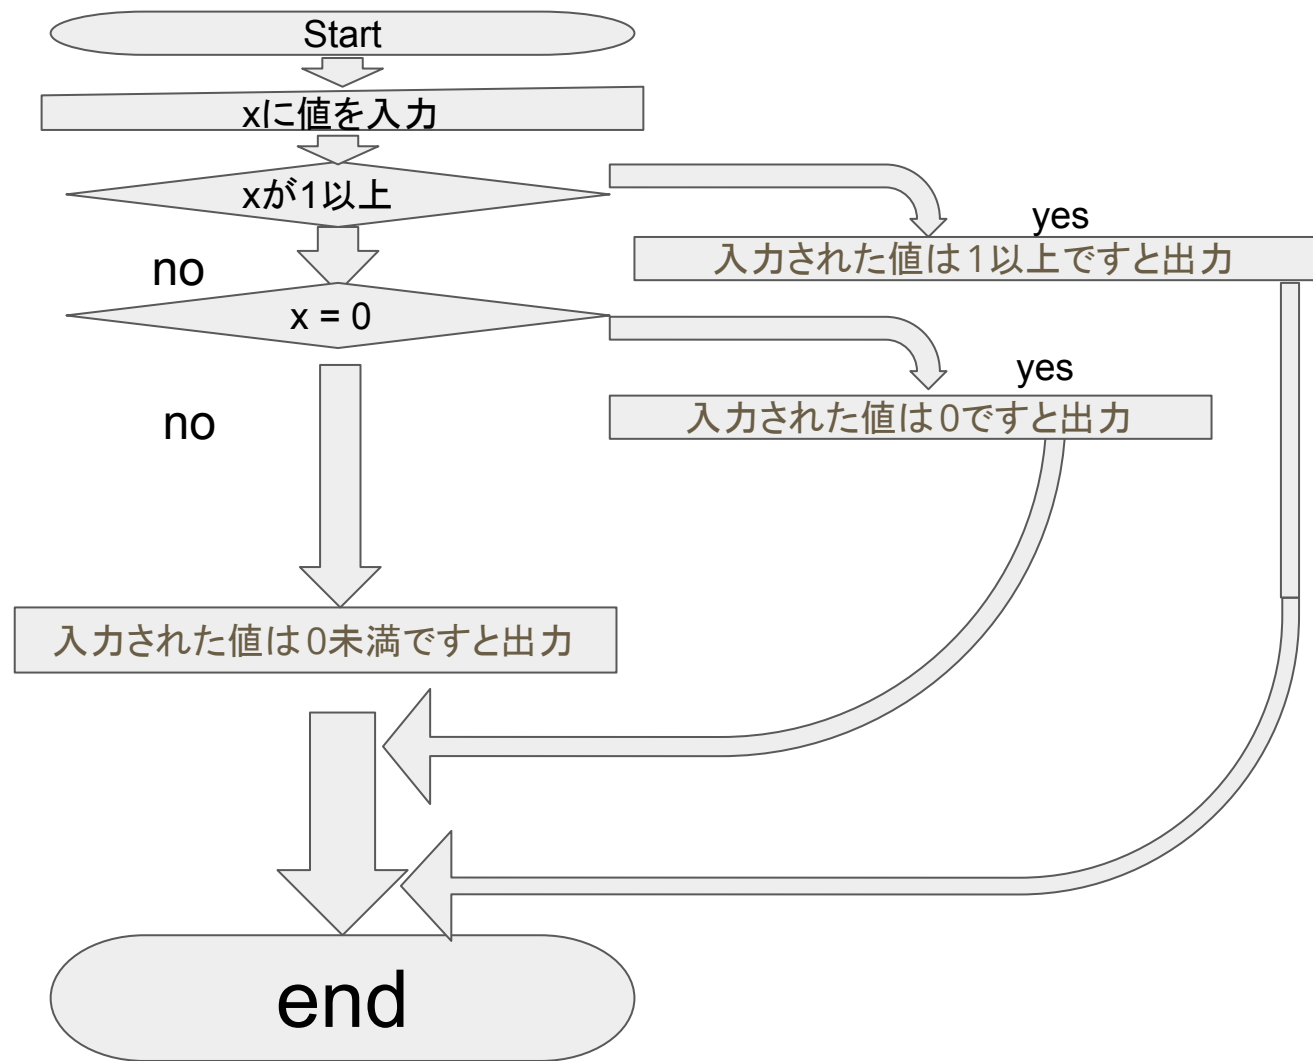 Start
xに値を入力
xが1以上
yes
入力された値は1以上ですと出力
no
x = 0
yes
入力された値は0ですと出力
no
入力された値は0未満ですと出力
end